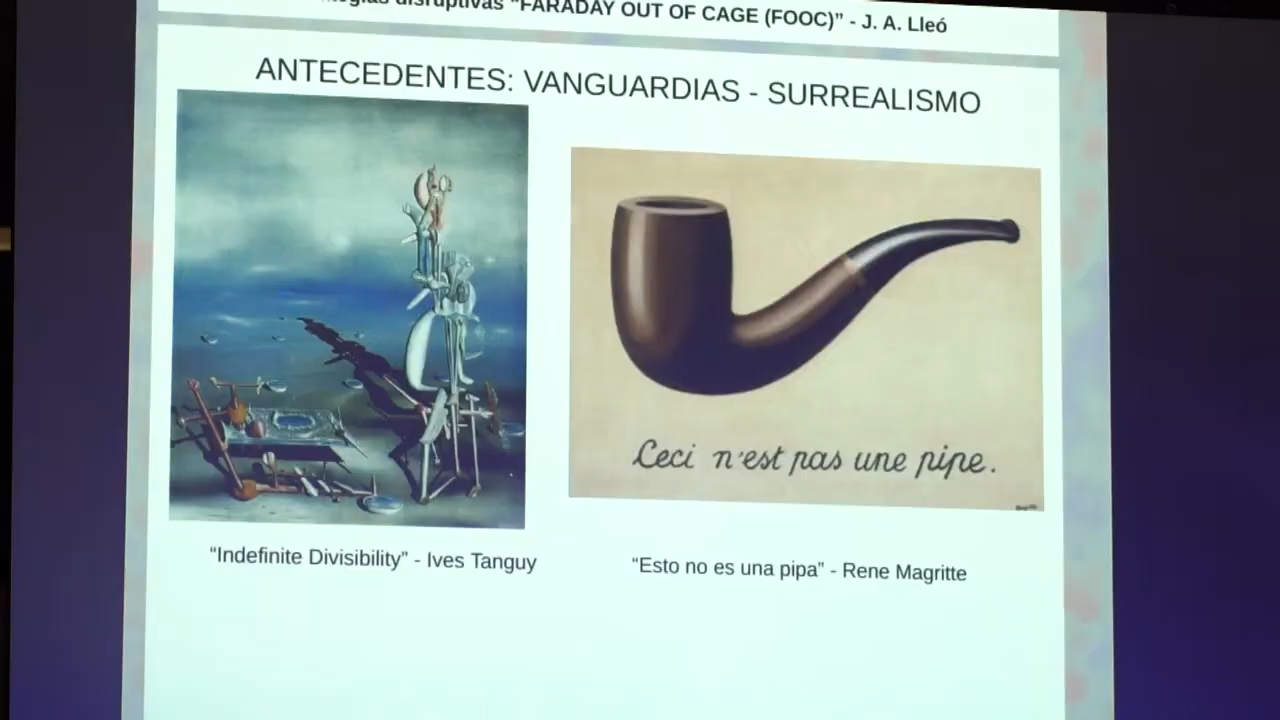 disruptivas “FARADAY OUT OF CAGE (FOOC)” - J. A. Lleó
ANTECEDENTES: VANGUARDIAS - SURREALISMO
Ceci n'est pas une pipe.
“Indefinite Divisibility” - Ives Tanguy
“Esto no es una pipa” - Rene Magritte